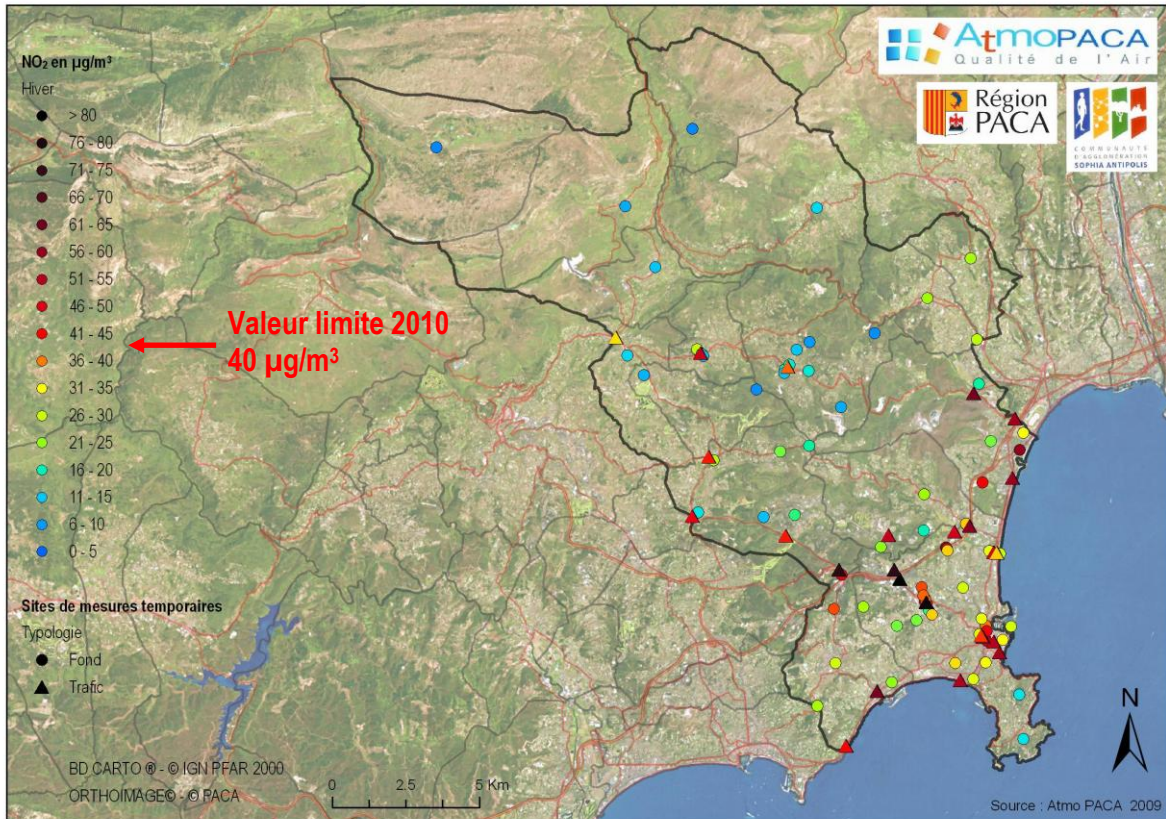 NO₂ en µg/m³
Hiver
> 80
76 - 80
71 - 75
66 - 70
61 - 65
56 - 60
51 - 55
46 - 50
41 - 45
36 - 40
31 - 35
26 - 30
21 - 25
16 - 20
11 - 15
6 - 10
0 - 5
Valeur limite 2010
40 µg/m³
Sites de mesures temporaires
Typologie
Fond
Trafic
BD CARTO ® - © IGN PFAR 2000
ORTHOIMAGE© - © PACA
0 2.5 5 Km
AtmoPACA
Qualité de l'Air
Région
PACA
COMMUNAUTE
D'AGGLOMÉRATION
SOPHIA ANTIPOLIS
N
Source : Atmo PACA 2009